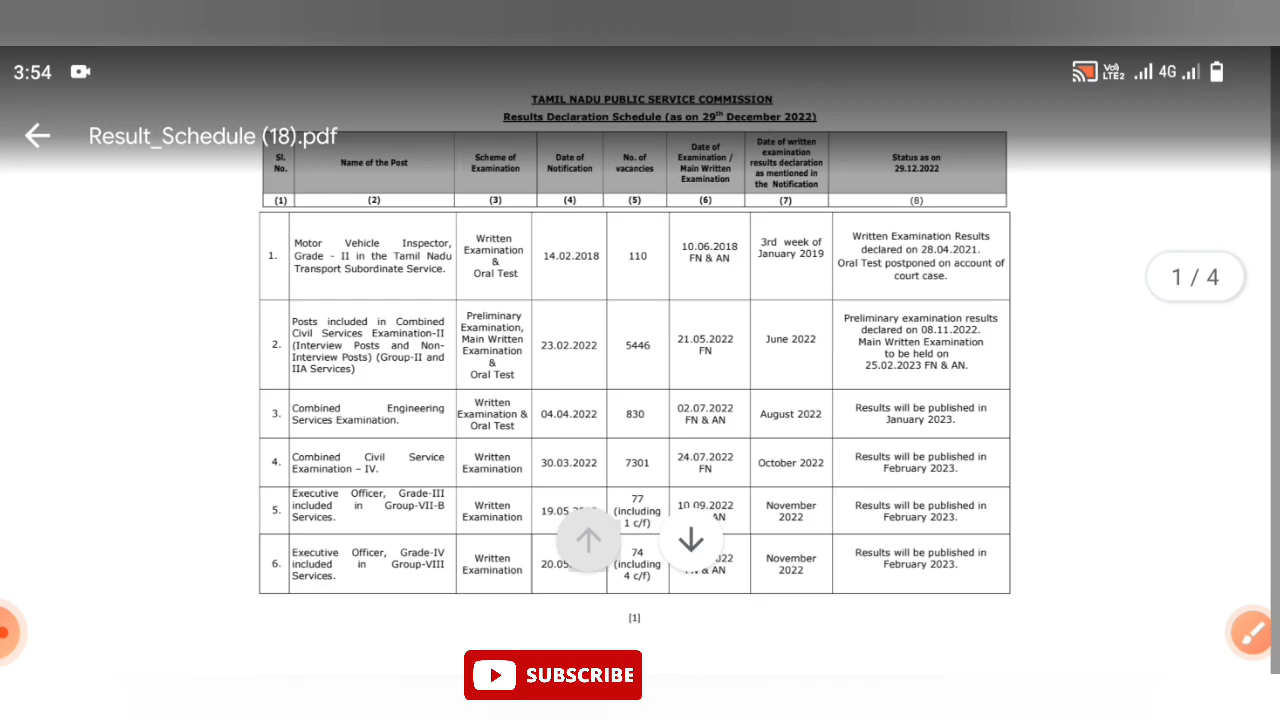 3:54
Vo)) LTE2
4G
TAMIL NADU PUBLIC SERVICE COMMISSION
Results Declaration Schedule (as on 29th December 2022)
Result_Schedule (18).pdf
Sl. No.
Name of the Post
Scheme of Examination
Date of Notification
No. of vacancies
Date of Examination / Main Written Examination
Date of written examination results declaration as mentioned in the Notification
Status as on 29.12.2022
(1) (2) (3) (4) (5) (6) (7) (8)
1.
Motor Vehicle Inspector,
Grade - II in the Tamil Nadu
Transport Subordinate Service.
Written
Examination
&
Oral Test
14.02.2018
110
10.06.2018
FN & AN
3rd week of
January 2019
Written Examination Results
declared on 28.04.2021.
Oral Test postponed on account of
court case.
1 / 4
2.
Posts included in Combined
Civil Services Examination-II
(Interview Posts and Non-
Interview Posts) (Group-II and
IIA Services)
Preliminary
Examination,
Main Written
Examination
&
Oral Test
23.02.2022
5446
21.05.2022
FN
June 2022
Preliminary examination results
declared on 08.11.2022.
Main Written Examination
to be held on
25.02.2023 FN & AN.
3.
Combined Engineering
Services Examination.
Written
Examination &
Oral Test
04.04.2022
830
02.07.2022
FN & AN
August 2022
Results will be published in
January 2023.
4.
Combined Civil Service
Examination – IV.
Written
Examination
30.03.2022
7301
24.07.2022
FN
October 2022
Results will be published in
February 2023.
5.
Executive Officer, Grade-III
included in Group-VII-B
Services.
Written
Examination
19.05
77
(including
1 c/f)
10.09.2022
AN
November
2022
Results will be published in
February 2023.
6.
Executive Officer, Grade-IV
included in Group-VIII
Services.
Written
Examination
20.05
74
(including
4 c/f)
022
& AN
November
2022
Results will be published in
February 2023.
[1]
SUBSCRIBE